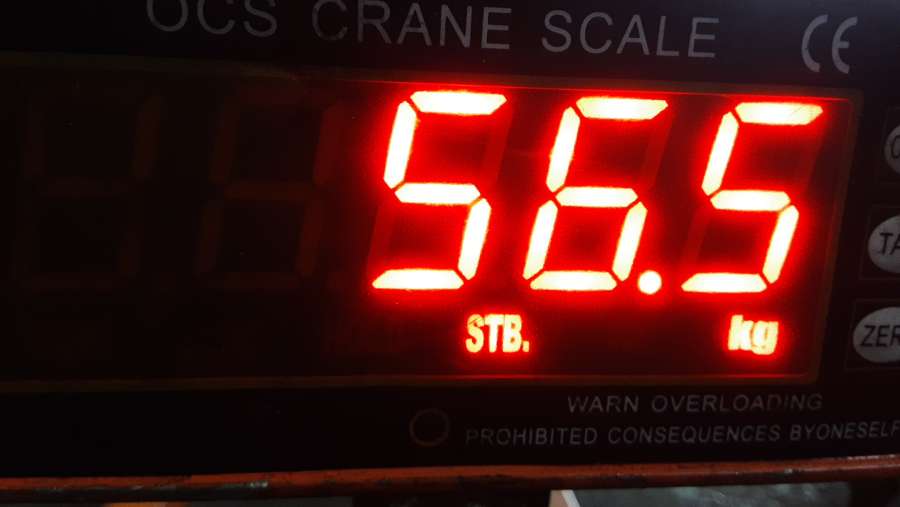 OCS CRANE SCALE CE
56.5
STB. kg
WARN OVERLOADING
PROHIBITED CONSEQUENCES BYONESELF